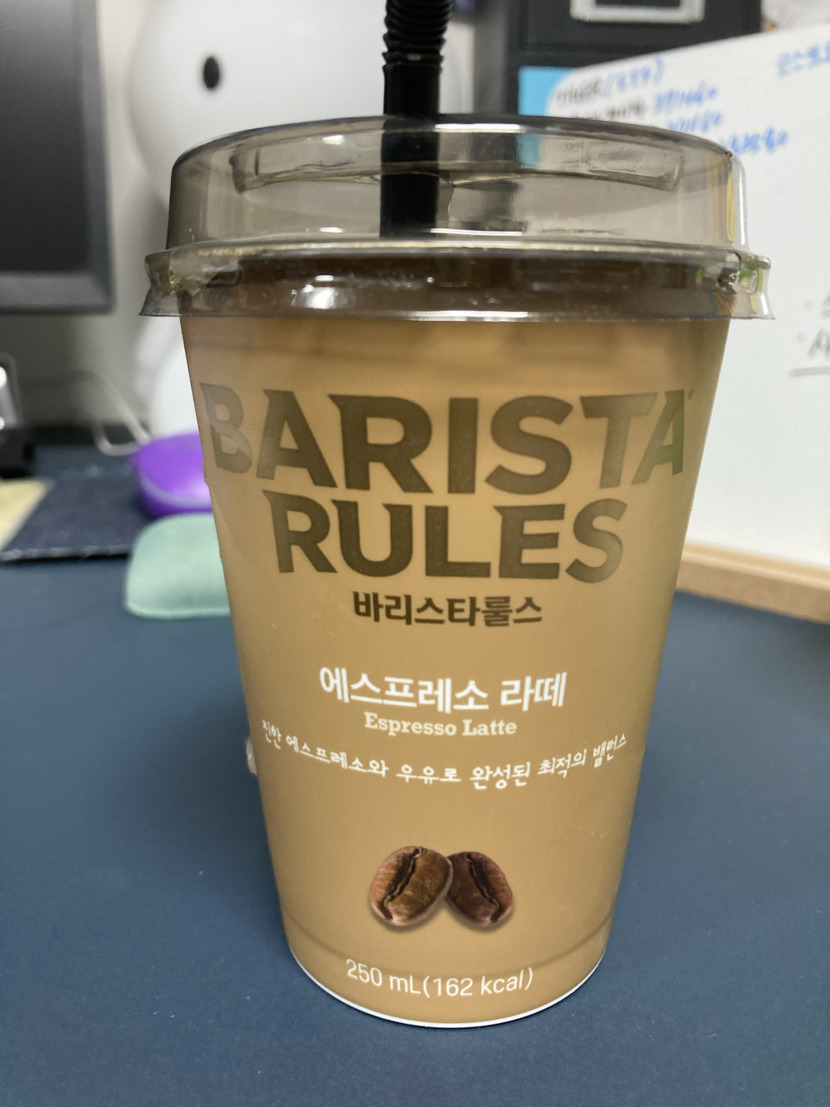 BARISTA
RULES
바리스타룰스
에스프레소 라떼
Espresso Latte
진한 에스프레소와 우유로 완성된 최적의 밸런스
250 mL(162 kcal)